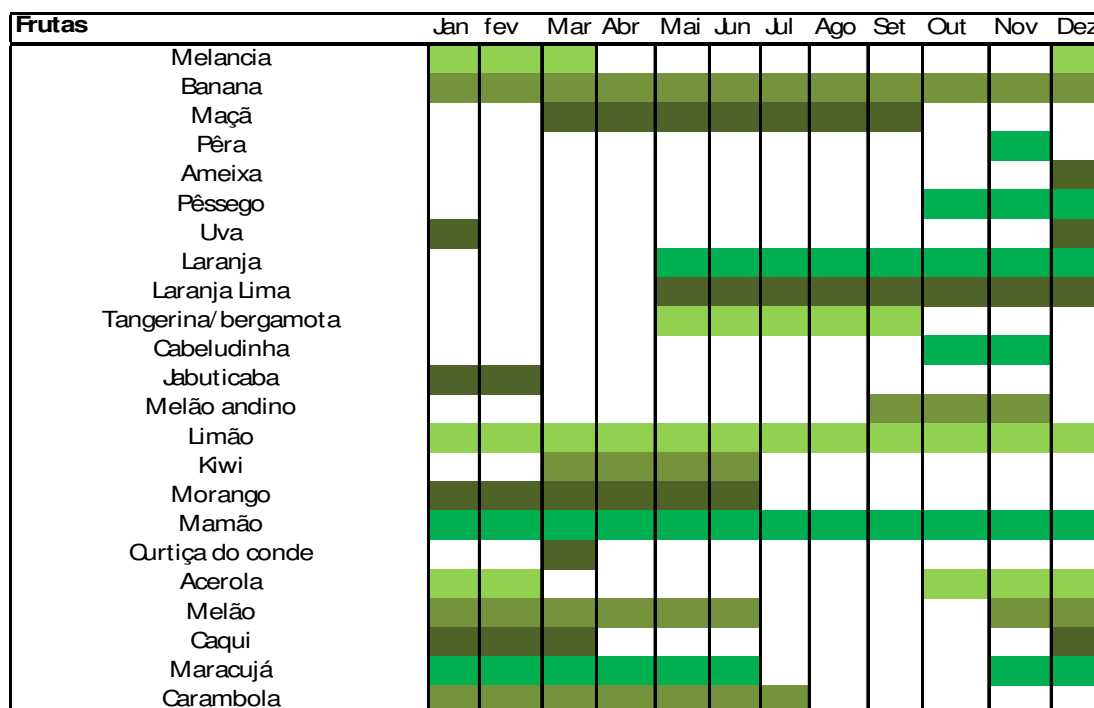 Frutas Jan fev Mar Abr Mai Jun Jul Ago Set Out Nov Dez
Melancia
Banana
Maçã
Pêra
Ameixa
Pêssego
Uva
Laranja
Laranja Lima
Tangerina/bergamota
Cabeludinha
Jabuticaba
Melão andino
Limão
Kiwi
Morango
Mamão
Curtiça do conde
Acerola
Melão
Caqui
Maracujá
Carambola